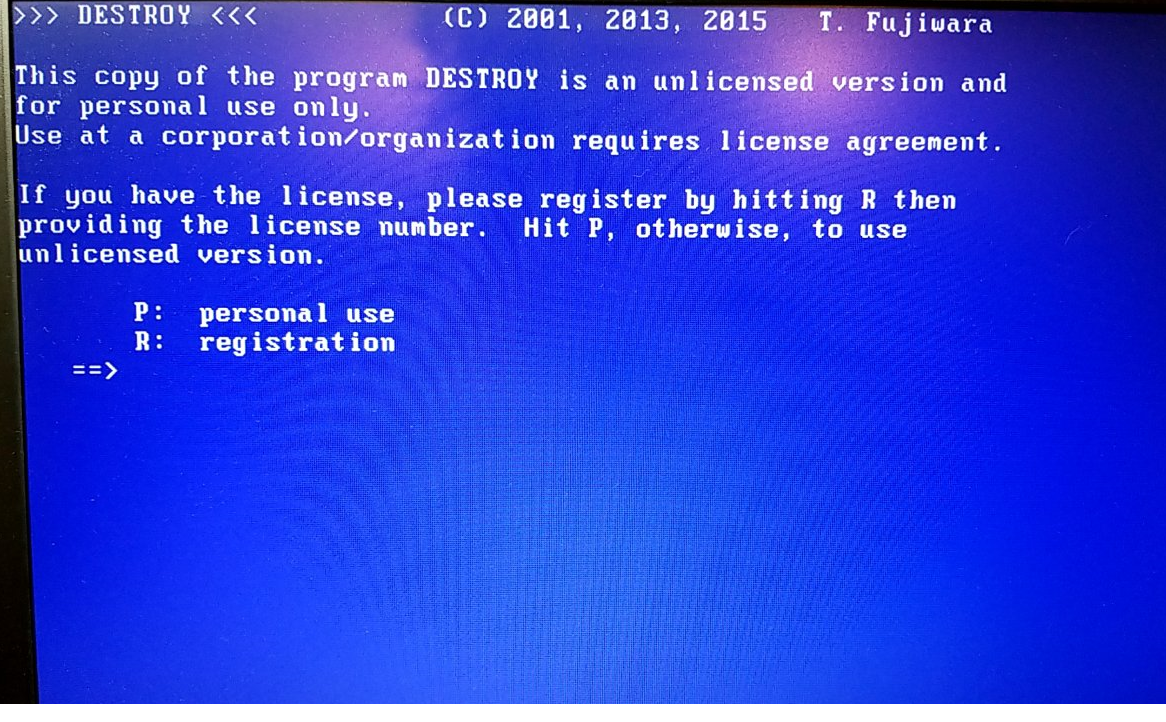 >>> DESTROY <<< (C) 2001, 2013, 2015 T. Fujiwara
This copy of the program DESTROY is an unlicensed version and
for personal use only.
Use at a corporation/organization requires license agreement.
If you have the license, please register by hitting R then
providing the license number. Hit P, otherwise, to use
unlicensed version.
P: personal use
R: registration
==>